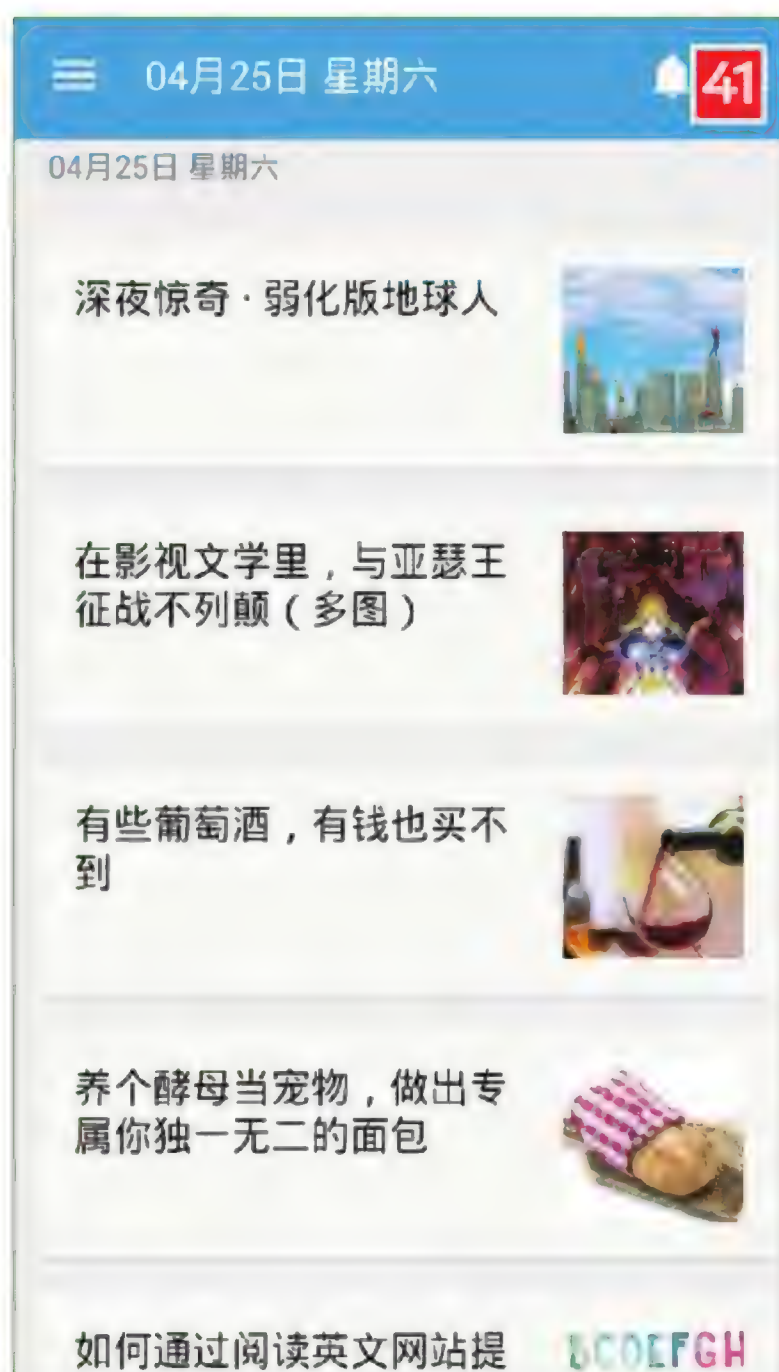 04月25日 星期六
41
04月25日 星期六
深夜惊奇 · 弱化版地球人
在影视文学里，与亚瑟王
征战不列颠（多图）
有些葡萄酒，有钱也买不
到
养个酵母当宠物，做出专
属你独一无二的面包
如何通过阅读英文网站提
BCDEFGH